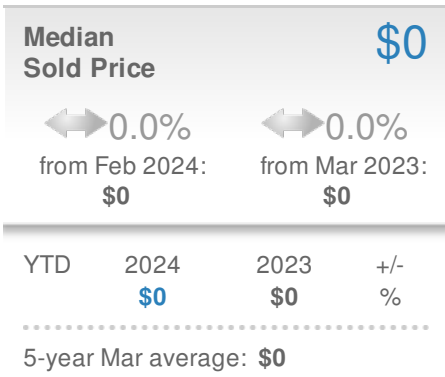 Median $0
Sold Price
0.0% 0.0%
from Feb 2024: from Mar 2023:
$0 $0
YTD 2024 2023 +/-
$0 $0 %
5-year Mar average: $0